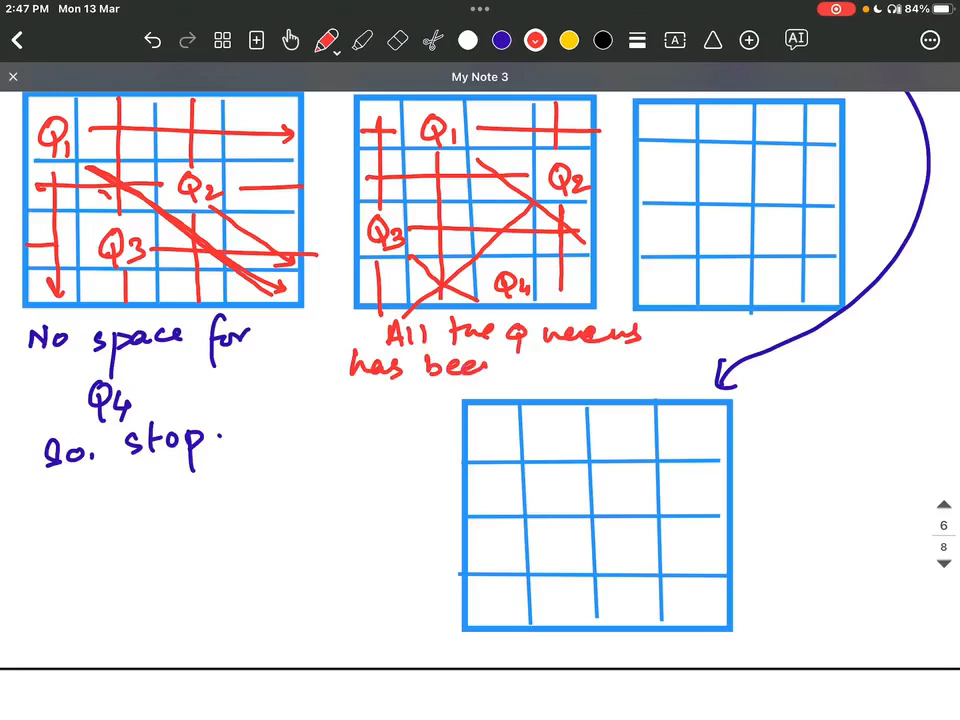 2:47 PM Mon 13 Mar
84%
A
AI
My Note 3
Q1
Q2
Q3
Q1
Q2
Q3
Q4
No space for
Q4
So. stop.
All the Q ueens
has bee
6
8